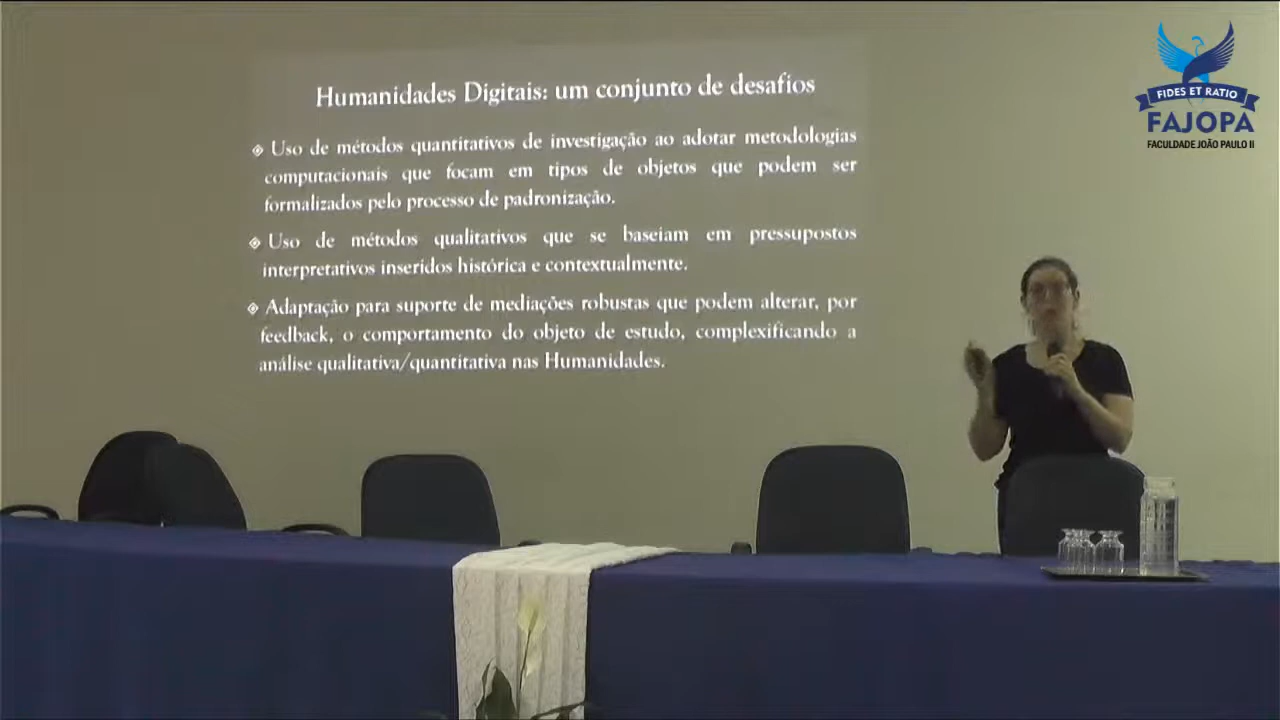 Humanidades Digitais: um conjunto de desafios
Uso de métodos quantitativos de investigação ao adotar metodologias
computacionais que focam em tipos de objetos que podem ser
formalizados pelo processo de padronização.
Uso de métodos qualitativos que se baseiam em pressupostos
interpretativos inseridos histórica e contextualmente.
Adaptação para suporte de mediações robustas que podem alterar, por
feedback, o comportamento do objeto de estudo, complexificando a
análise qualitativa/quantitativa nas Humanidades.
FIDES ET RATIO
FAJOPA
FACULDADE JOÃO PAULO II